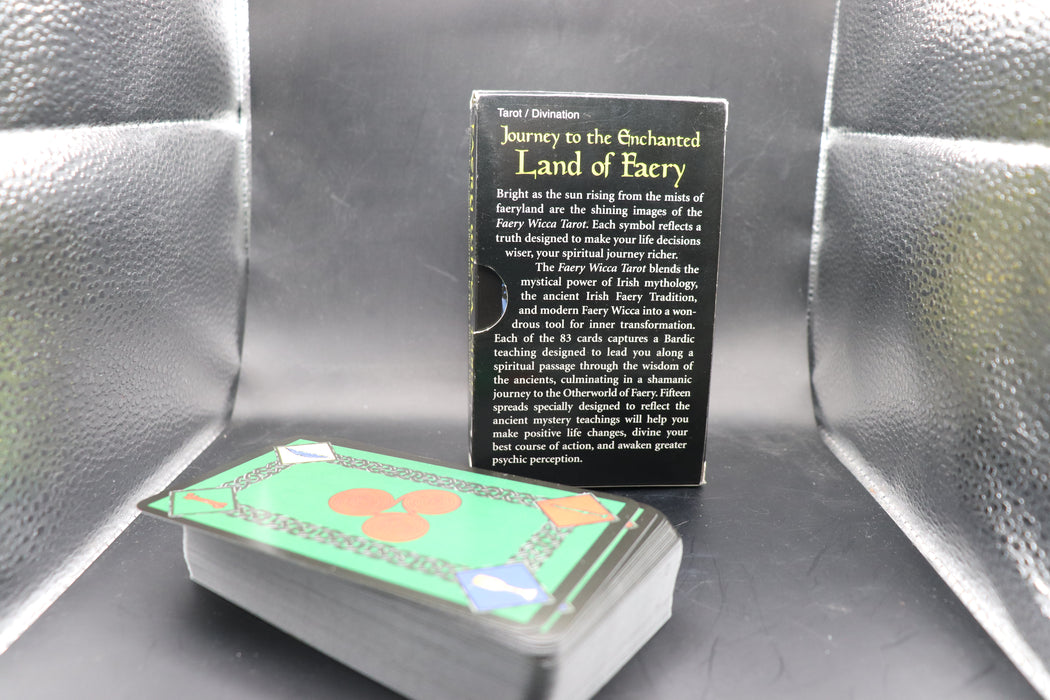 Tarot / Divination
Journey to the Enchanted
Land of Faery
Bright as the sun rising from the mists of
faeryland are the shining images of the
Faery Wicca Tarot. Each symbol reflects a
truth designed to make your life decisions
wiser, your spiritual journey richer.
The Faery Wicca Tarot blends the
mystical power of Irish mythology,
the ancient Irish Faery Tradition,
and modern Faery Wicca into a won-
drous tool for inner transformation.
Each of the 83 cards captures a Bardic
teaching designed to lead you along a
spiritual passage through the wisdom of
the ancients, culminating in a shamanic
journey to the Otherworld of Faery. Fifteen
spreads specially designed to reflect the
ancient mystery teachings will help you
make positive life changes, divine your
best course of action, and awaken greater
psychic perception.